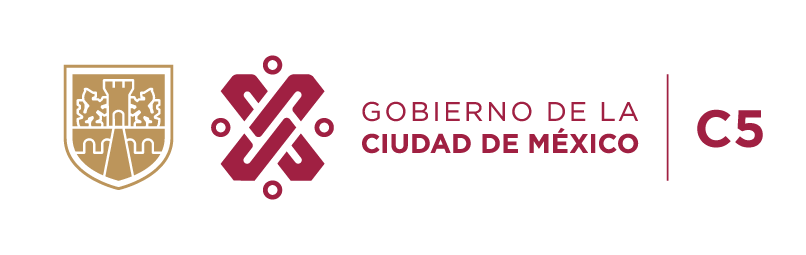 GOBIERNO DE LA
CIUDAD DE MÉXICO
C5